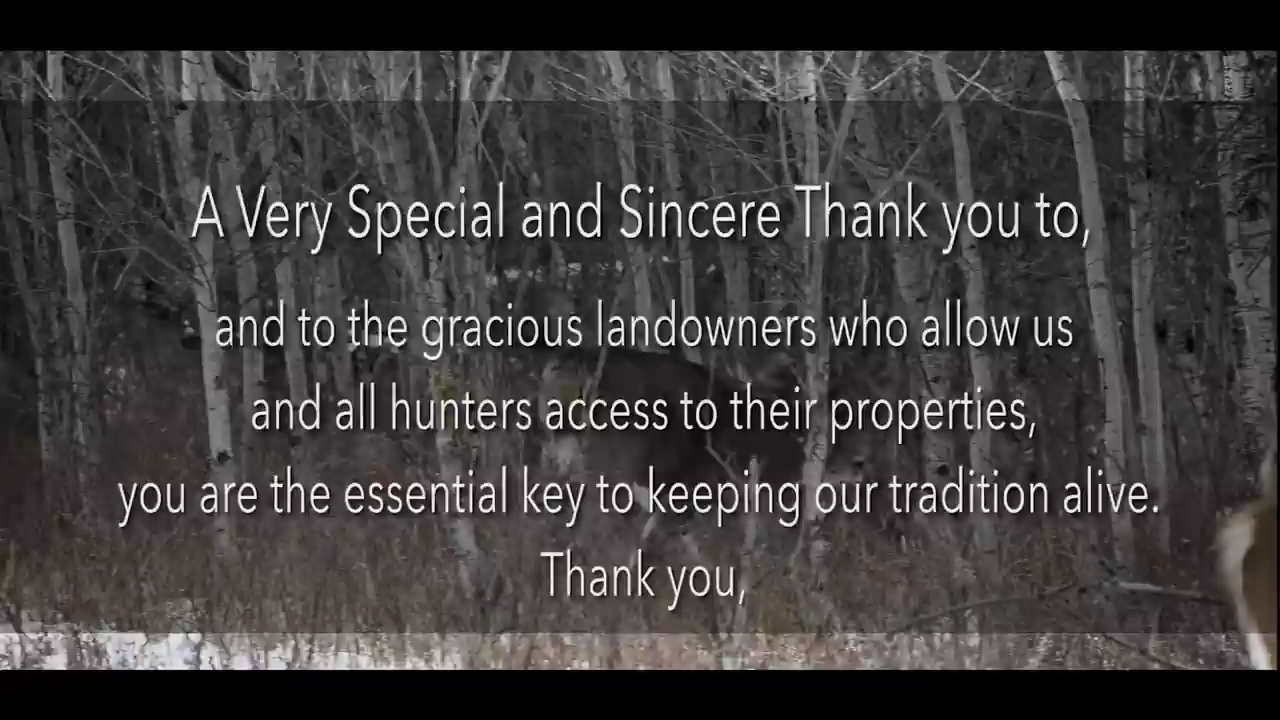 A Very Special and Sincere Thank you to,
and to the gracious landowners who allow us
and all hunters access to their properties,
you are the essential key to keeping our tradition alive.
Thank you,